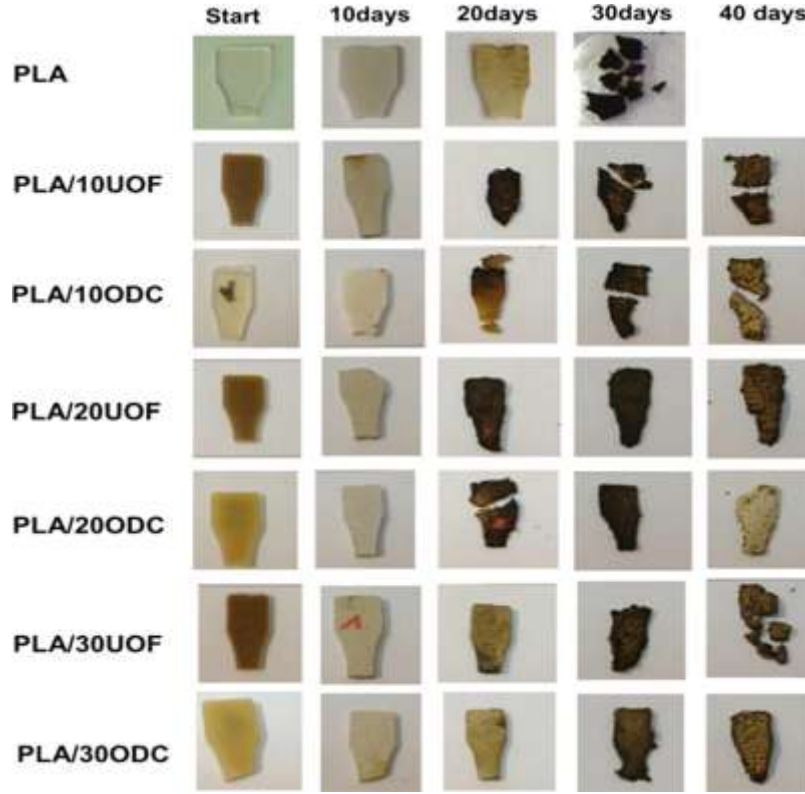 Start 10days 20days 30days 40 days
PLA
PLA/10UOF
PLA/10ODC
PLA/20UOF
PLA/20ODC
PLA/30UOF
PLA/30ODC